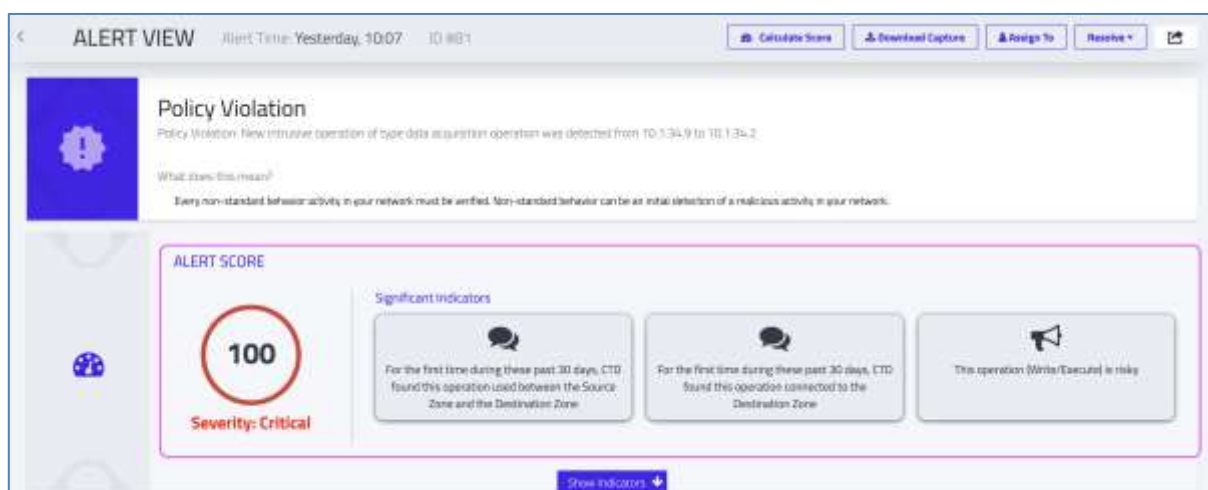 ALERT VIEW Alert Time: Yesterday, 10:07 ID #81
Calculate Score
Download Capture
Assign To
Resolve
Policy Violation
Policy Violation: New intrusive operation of type data acquisition operation was detected from 10.1.34.9 to 10.1.34.2
What does this mean?
Every non-standard behavior activity in your network must be verified. Non-standard behavior can be an initial detection of a malicious activity in your network.
ALERT SCORE
100
Severity: Critical
Significant Indicators
For the first time during these past 30 days, CTD
found this operation used between the Source
Zone and the Destination Zone
For the first time during these past 30 days, CTD
found this operation connected to the
Destination Zone
This operation (Write/Execute) is risky
Show Indicators